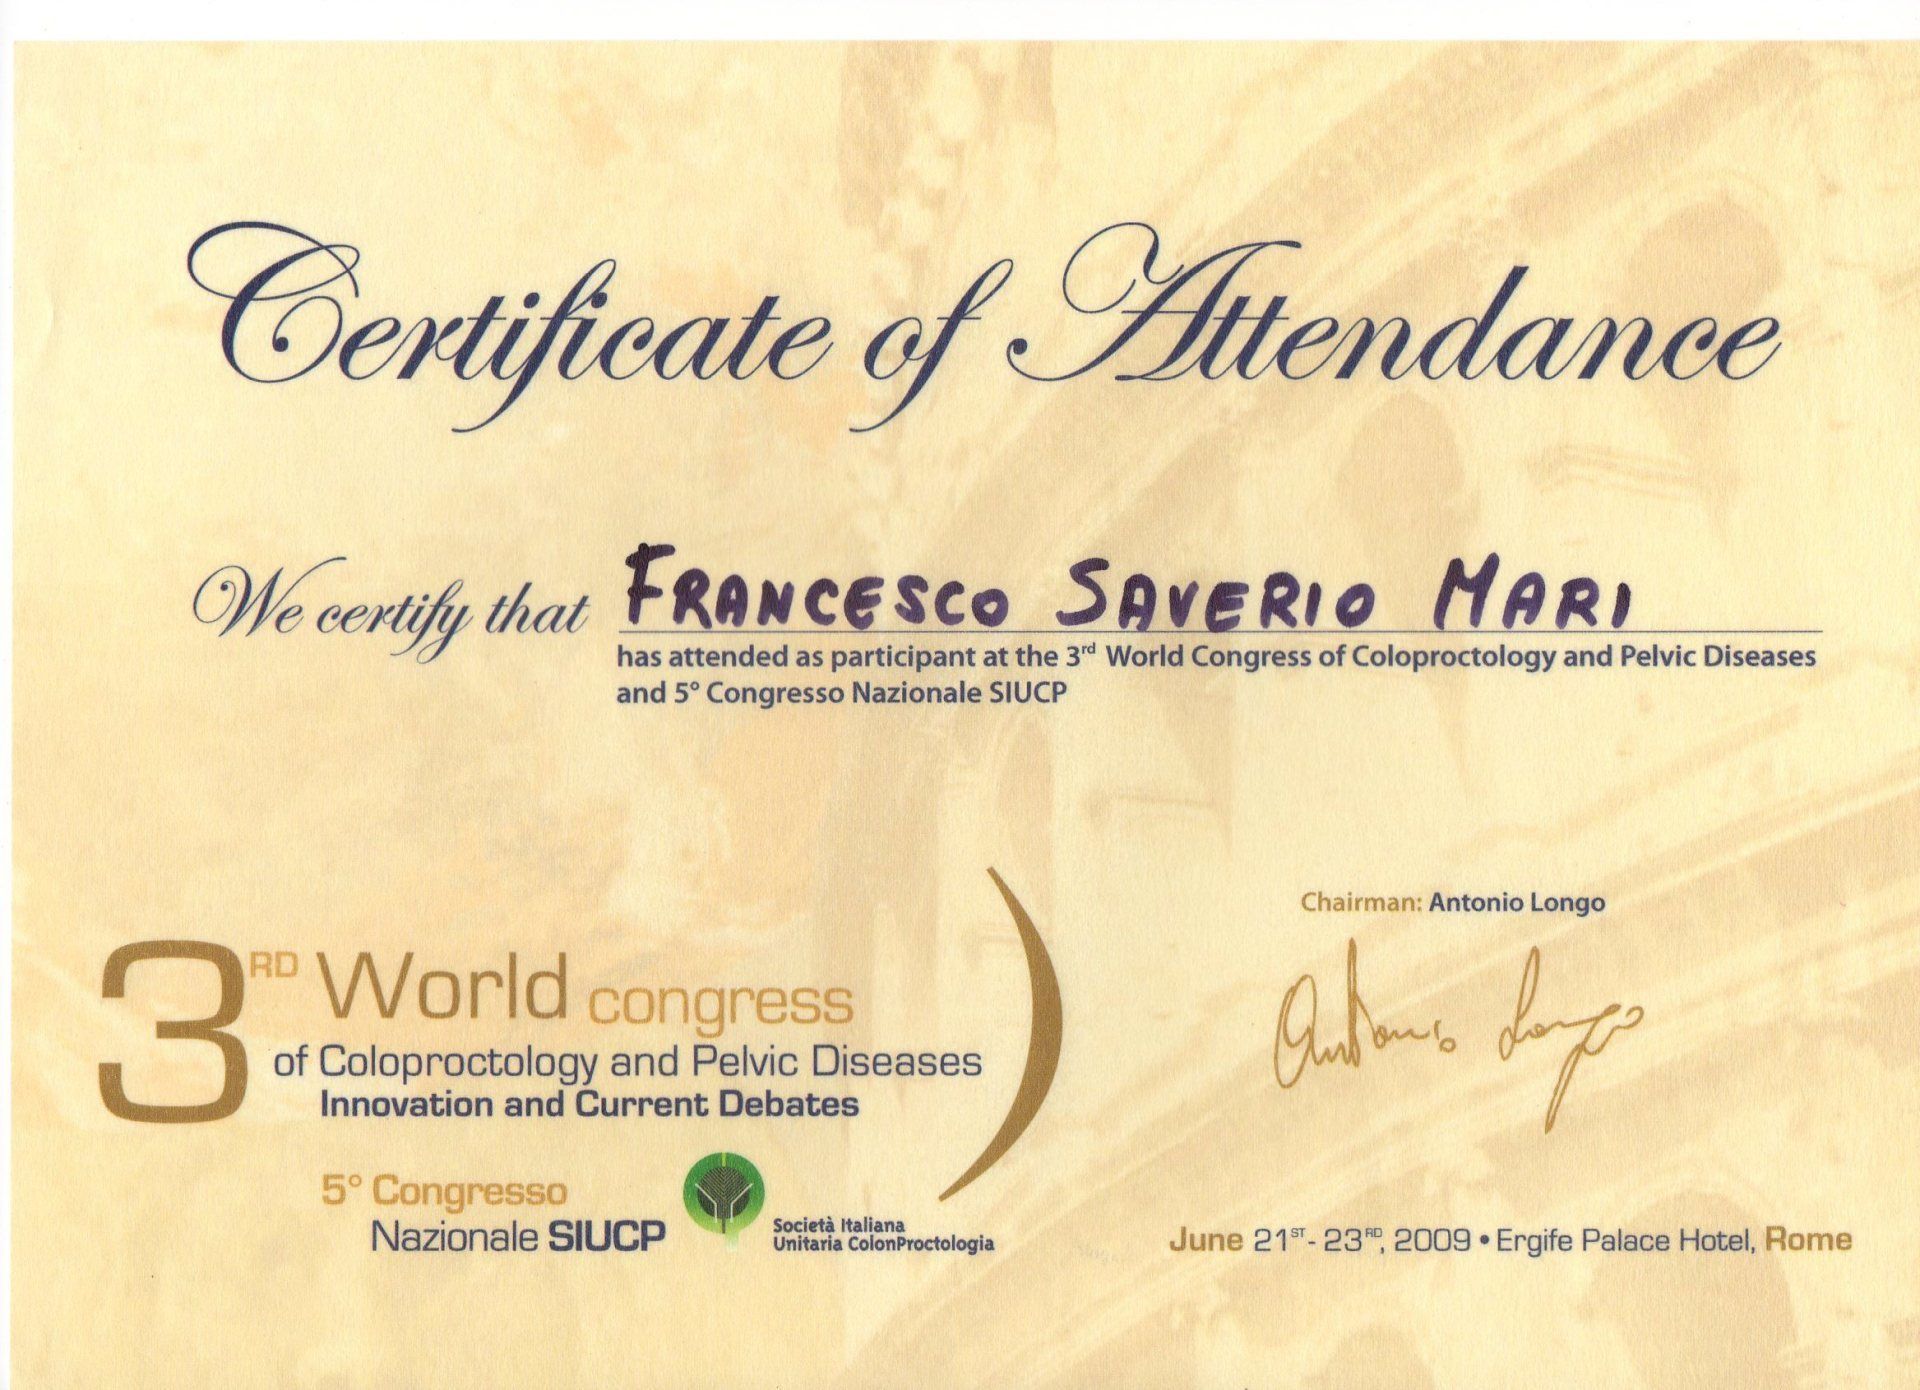 Certificate of Attendance
We certify that FRANCESCO SAVERIO MARI
has attended as participant at the 3rd World Congress of Coloproctology and Pelvic Diseases
and 5° Congresso Nazionale SIUCP
Chairman: Antonio Longo
Antonio Longo
3RD World congress
of Coloproctology and Pelvic Diseases
Innovation and Current Debates
5° Congresso
Nazionale SIUCP
Società Italiana
Unitaria ColonProctologia
June 21ST - 23RD, 2009 • Ergife Palace Hotel, Rome